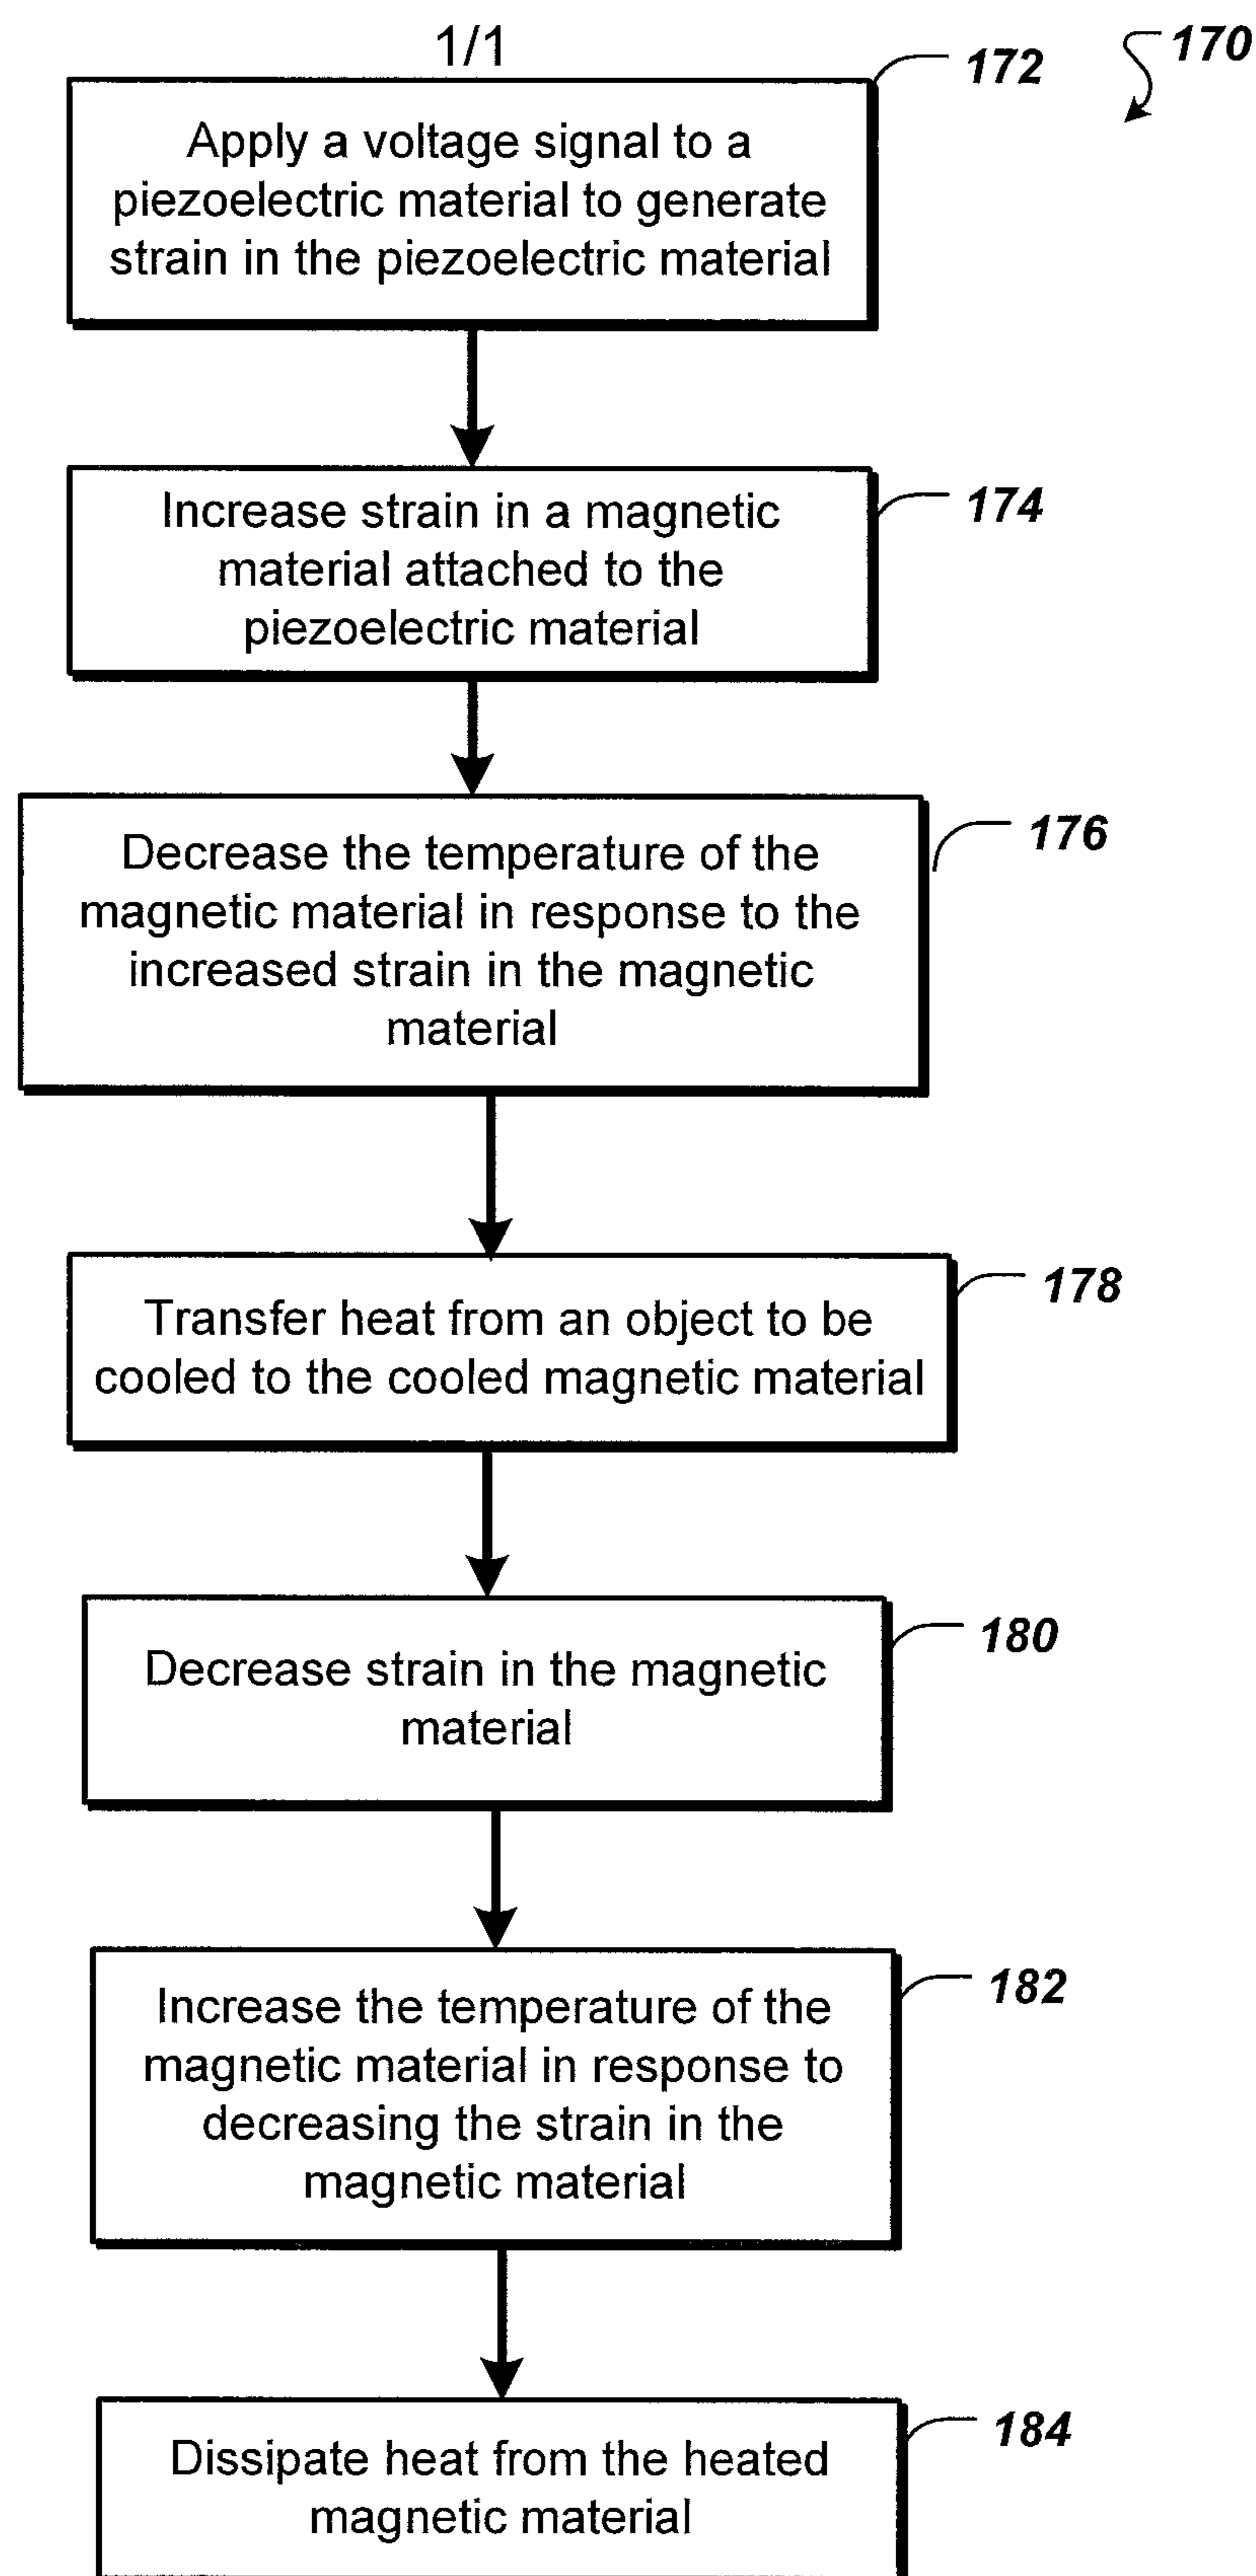 1/1
170
172
Apply a voltage signal to a
piezoelectric material to generate
strain in the piezoelectric material
174
Increase strain in a magnetic
material attached to the
piezoelectric material
176
Decrease the temperature of the
magnetic material in response to the
increased strain in the magnetic
material
178
Transfer heat from an object to be
cooled to the cooled magnetic material
180
Decrease strain in the magnetic
material
182
Increase the temperature of the
magnetic material in response to
decreasing the strain in the
magnetic material
184
Dissipate heat from the heated
magnetic material